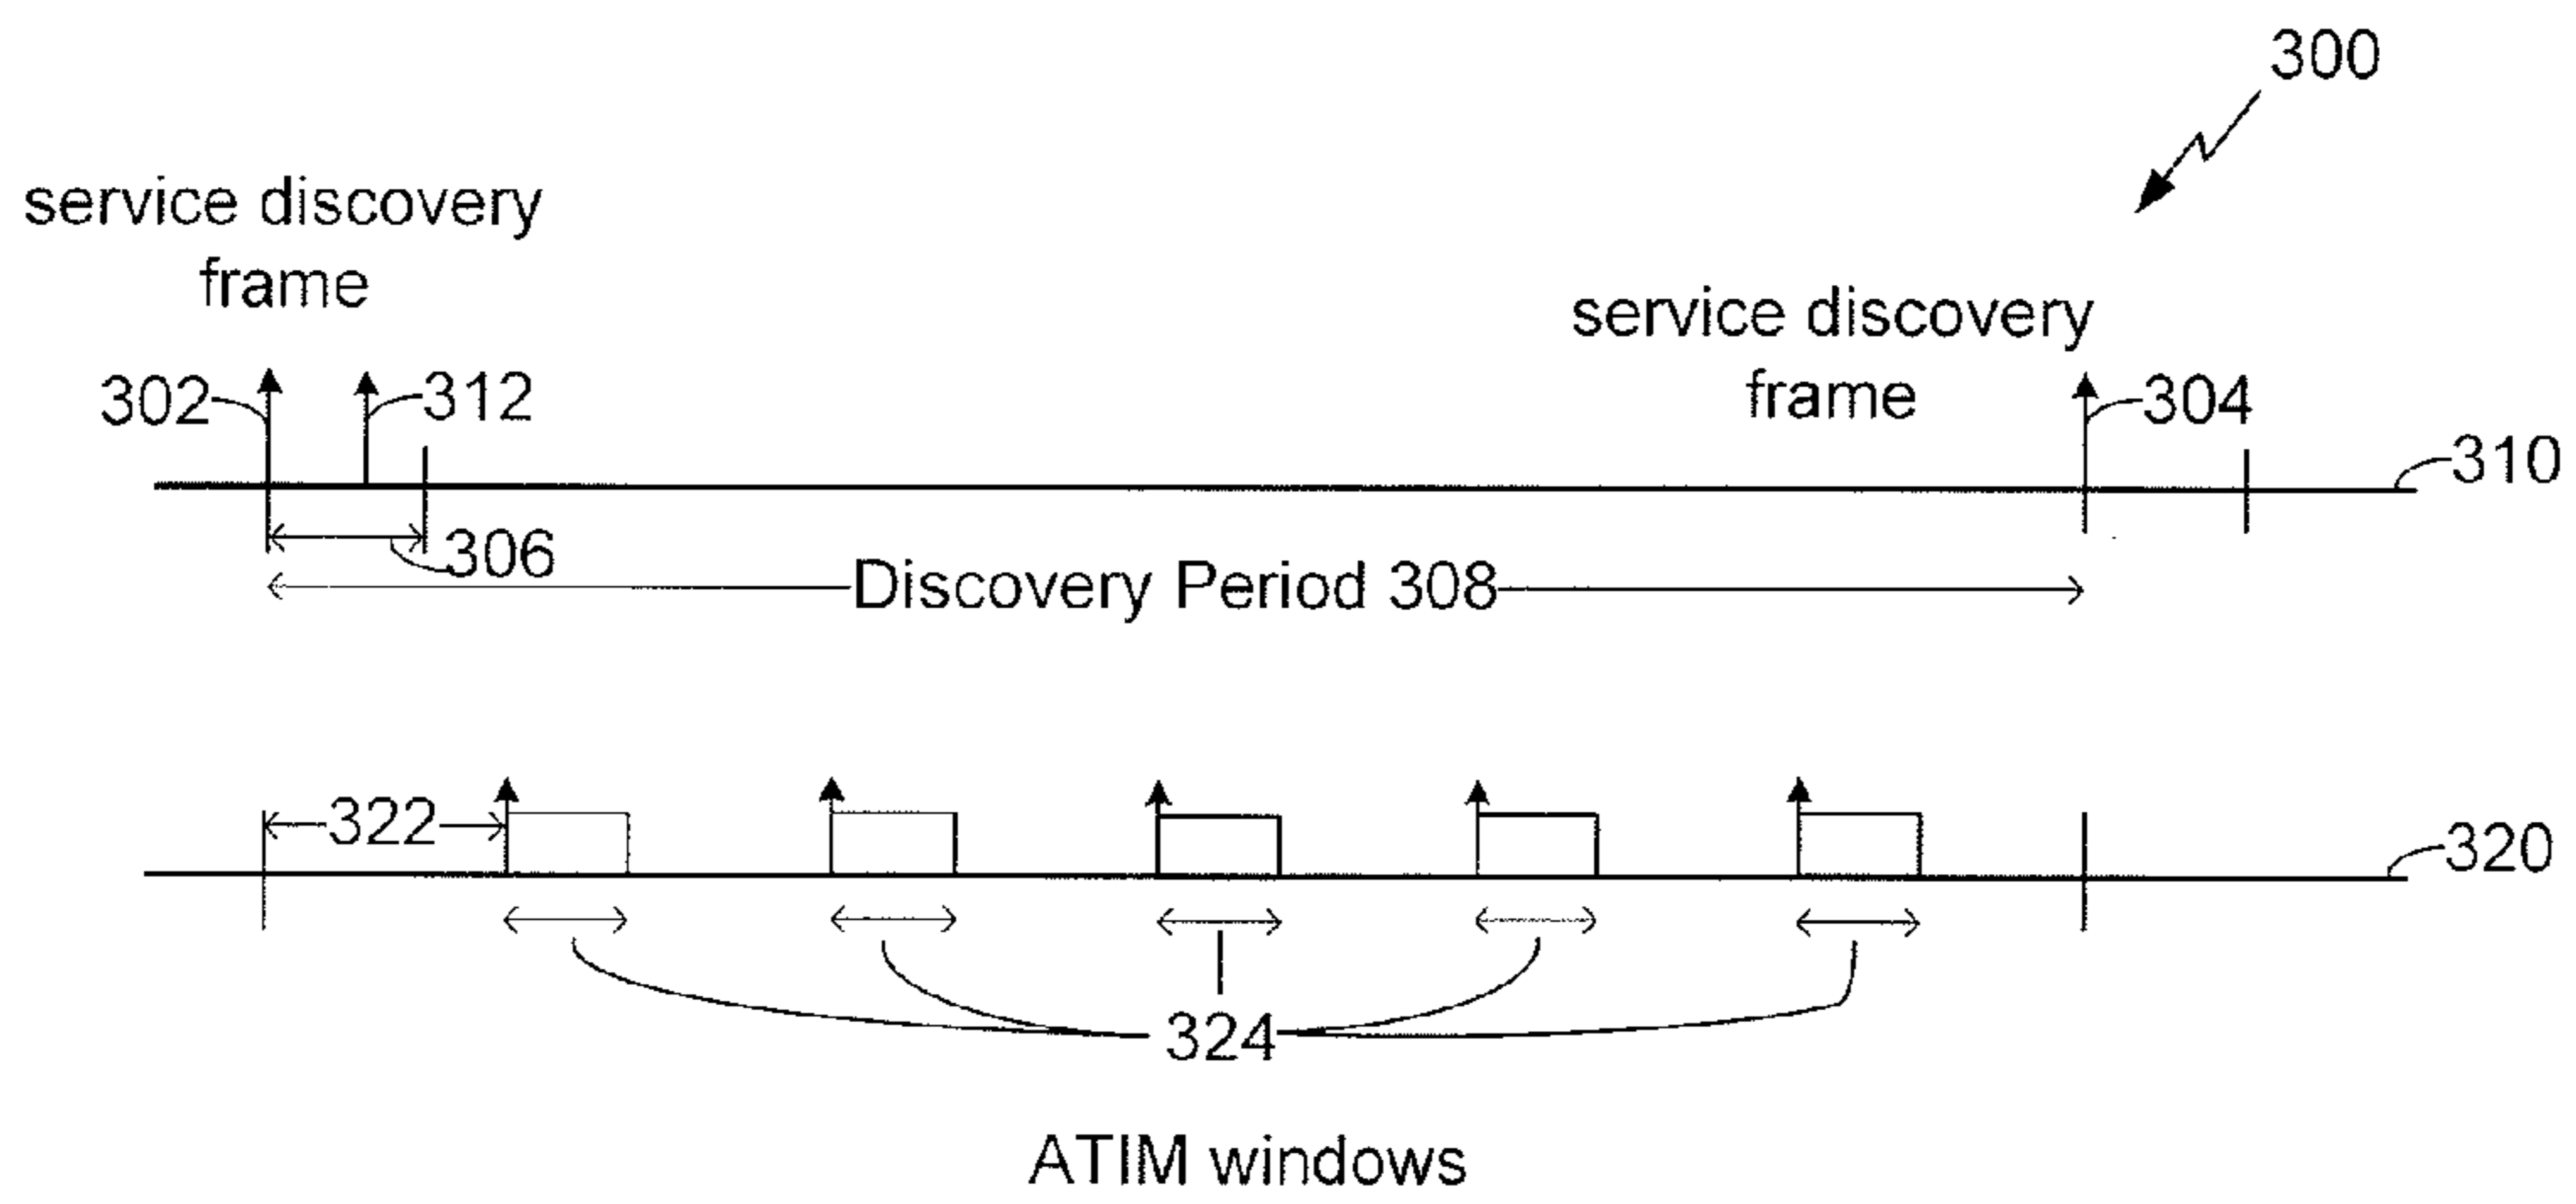 300
service discovery
frame
service discovery
frame
302
312
304
310
306
Discovery Period 308
322
320
324
ATIM windows